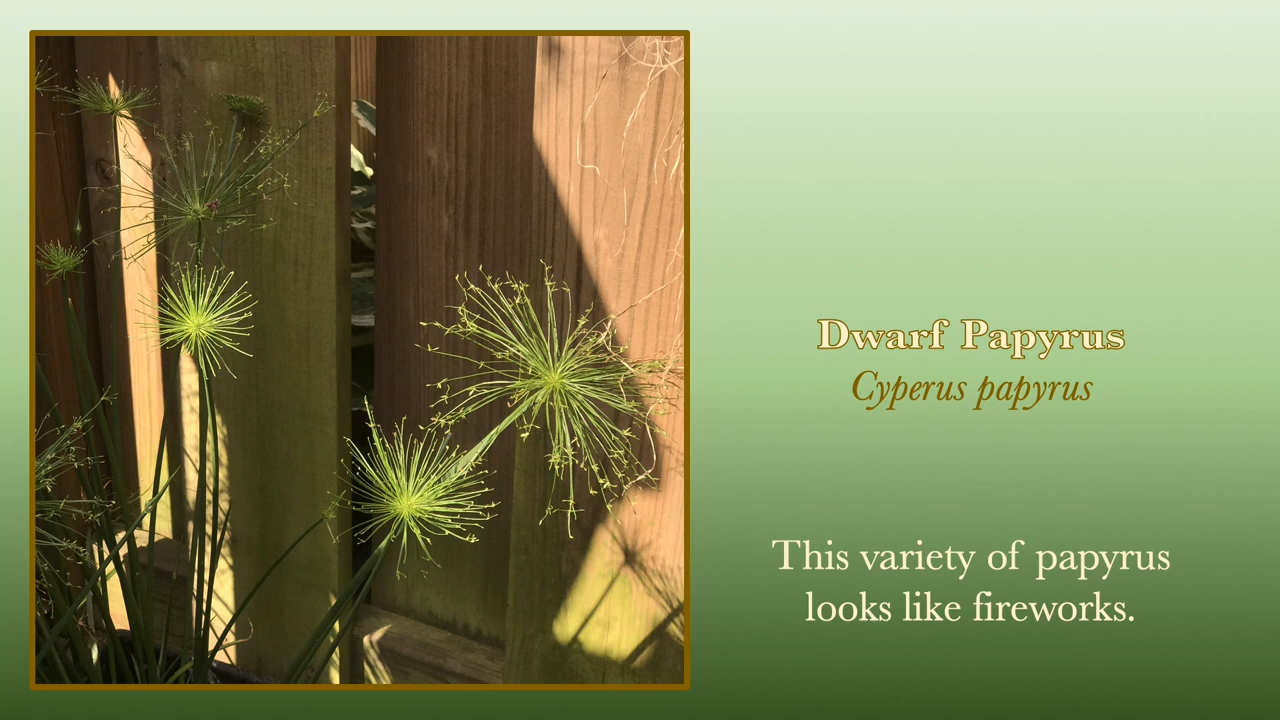 Dwarf Papyrus
Cyperus papyrus
This variety of papyrus
looks like fireworks.